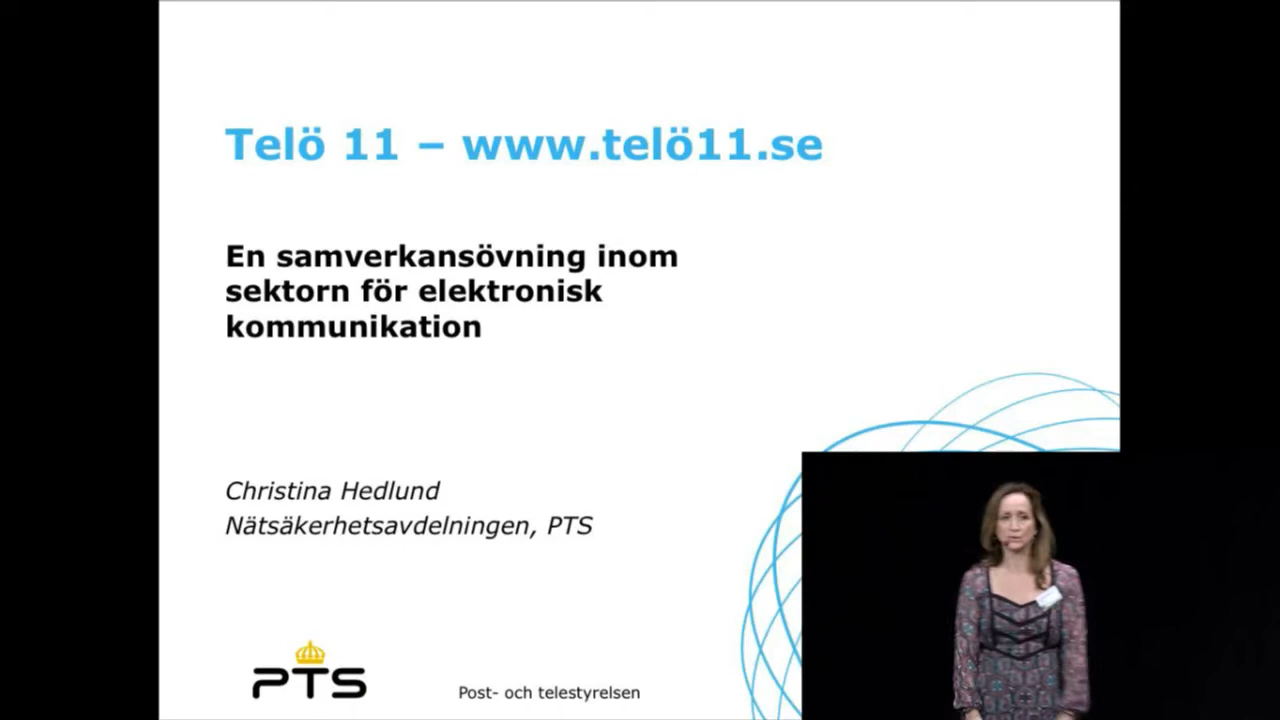 Telö 11 – www.telö11.se
En samverkansövning inom
sektorn för elektronisk
kommunikation
Christina Hedlund
Nätsäkerhetsavdelningen, PTS
PTS
Post- och telestyrelsen